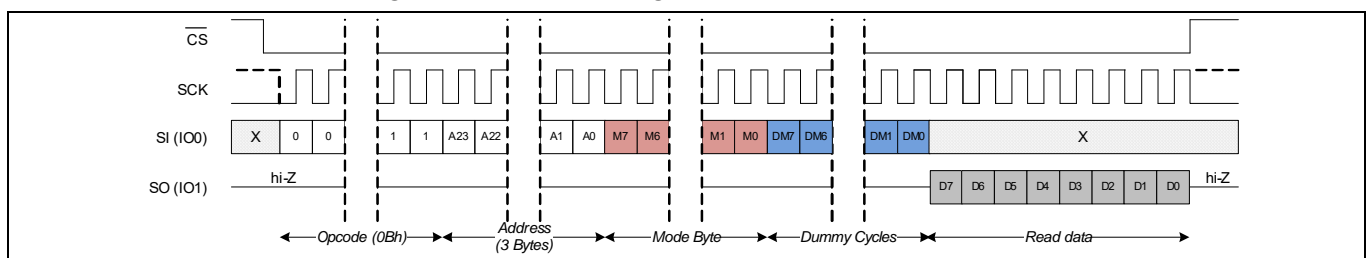 CS
SCK
SI (IO0) X 0 0 1 1 A23 A22 A1 A0 M7 M6 M1 M0 DM7 DM6 DM1 DM0 X
SO (IO1) hi-Z D7 D6 D5 D4 D3 D2 D1 D0 hi-Z
Opcode (0Bh) Address (3 Bytes) Mode Byte Dummy Cycles Read data